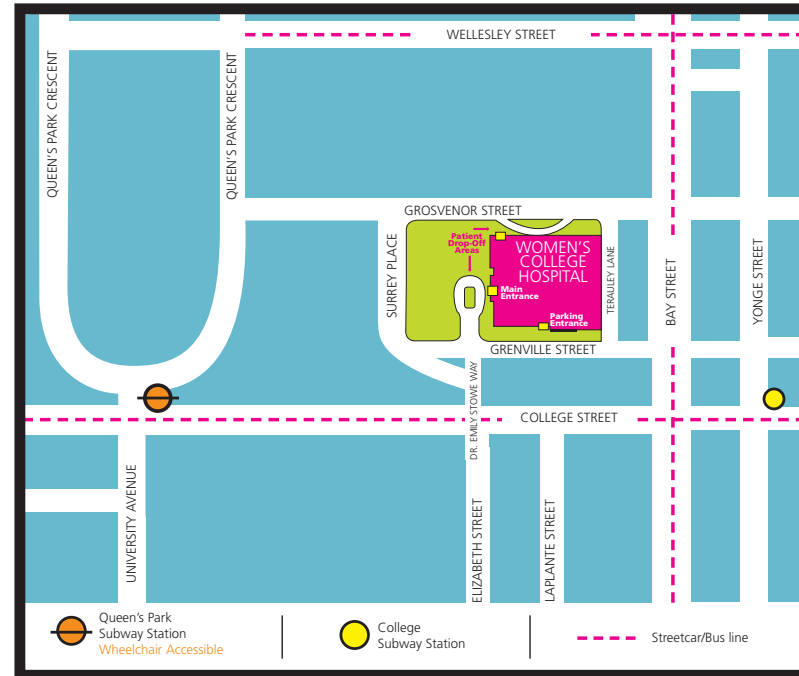 WELLESLEY STREET
QUEEN'S PARK CRESCENT
QUEEN'S PARK CRESCENT
GROSVENOR STREET
SURREY PLACE
Patient
Drop-Off
Areas
WOMEN'S
COLLEGE
HOSPITAL
Main
Entrance
Parking
Entrance
TERAULEY LANE
BAY STREET
YONGE STREET
GRENVILLE STREET
DR. EMILY STOWE WAY
COLLEGE STREET
UNIVERSITY AVENUE
ELIZABETH STREET
LAPLANTE STREET
Queen's Park
Subway Station
Wheelchair Accessible
College
Subway Station
Streetcar/Bus line